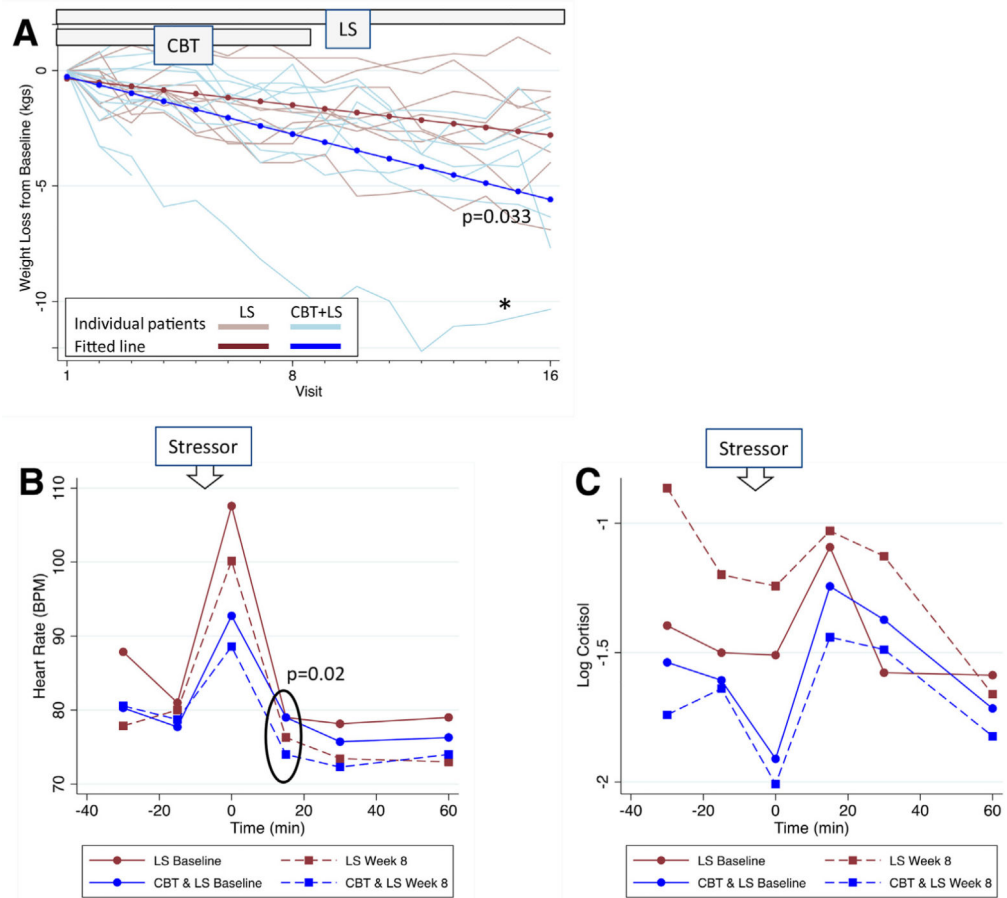 A
LS
CBT
0
-5
-10
Weight Loss from Baseline (kgs)
p=0.033
*
LS
CBT+LS
Individual patients
Fitted line
1
8
16
Visit
Stressor
B
110
100
90
80
70
Heart Rate (BPM)
p=0.02
-40
-20
0
20
40
60
Time (min)
LS Baseline
LS Week 8
CBT & LS Baseline
CBT & LS Week 8
Stressor
C
-1
-1.5
-2
Log Cortisol
-40
-20
0
20
40
60
Time (min)
LS Baseline
LS Week 8
CBT & LS Baseline
CBT & LS Week 8